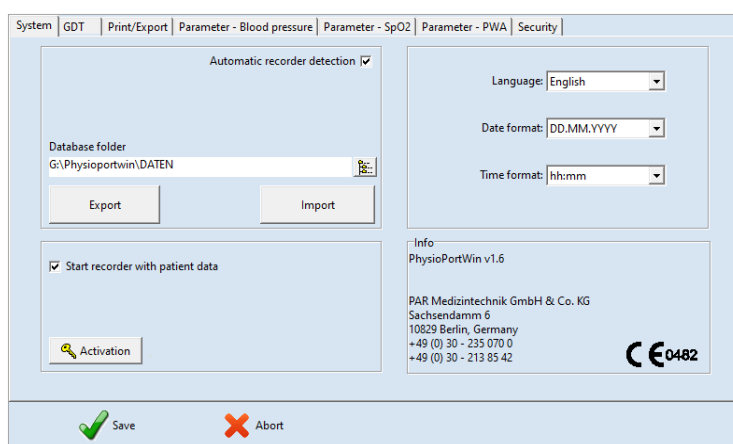 System
GDT
Print/Export
Parameter - Blood pressure
Parameter - SpO2
Parameter - PWA
Security
Automatic recorder detection
Database folder
G:\Physioportwin\DATEN
Export
Import
Language: English
Date format: DD.MM.YYYY
Time format: hh:mm
Start recorder with patient data
Activation
Info
PhysioPortWin v1.6
PAR Medizintechnik GmbH & Co. KG
Sachsendamm 6
10829 Berlin, Germany
+49 (0) 30 - 235 070 0
+49 (0) 30 - 213 85 42
CE0482
Save
Abort